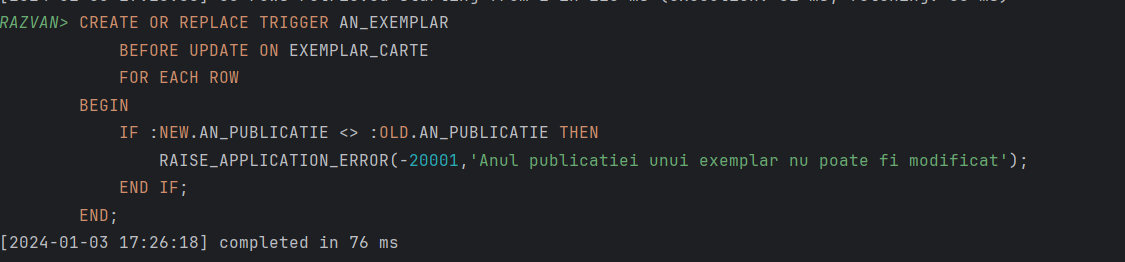 RAZVAN> CREATE OR REPLACE TRIGGER AN_EXEMPLAR
BEFORE UPDATE ON EXEMPLAR_CARTE
FOR EACH ROW
BEGIN
IF :NEW.AN_PUBLICATIE <> :OLD.AN_PUBLICATIE THEN
RAISE_APPLICATION_ERROR(-20001,'Anul publicatiei unui exemplar nu poate fi modificat');
END IF;
END;
[2024-01-03 17:26:18] completed in 76 ms